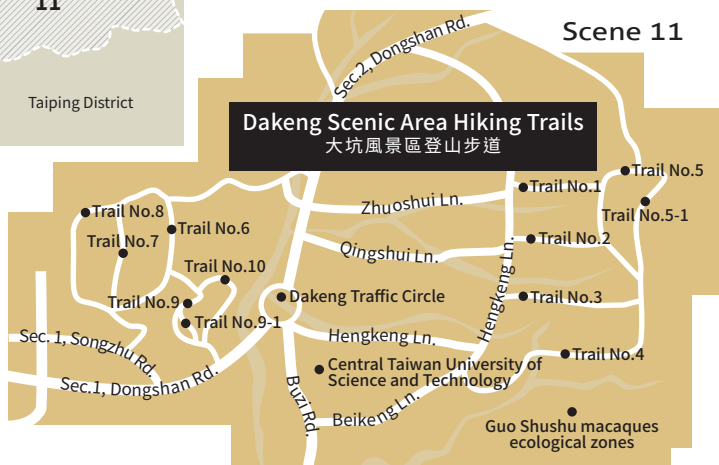 11
Scene 11
Sec.2, Dongshan Rd.
Taiping District
Dakeng Scenic Area Hiking Trails
大坑風景區登山步道
Trail No.5
Trail No.1
Zhuoshui Ln.
Trail No.8
Trail No.5-1
Trail No.6
Trail No.7
Trail No.2
Qingshui Ln.
Trail No.10
Hengkeng Ln.
Dakeng Traffic Circle
Trail No.3
Trail No.9
Trail No.9-1
Sec. 1, Songzhu Rd.
Hengkeng Ln.
Trail No.4
Central Taiwan University of
Science and Technology
Sec.1, Dongshan Rd.
Buzi Rd.
Beikeng Ln.
Guo Shushu macaques
ecological zones